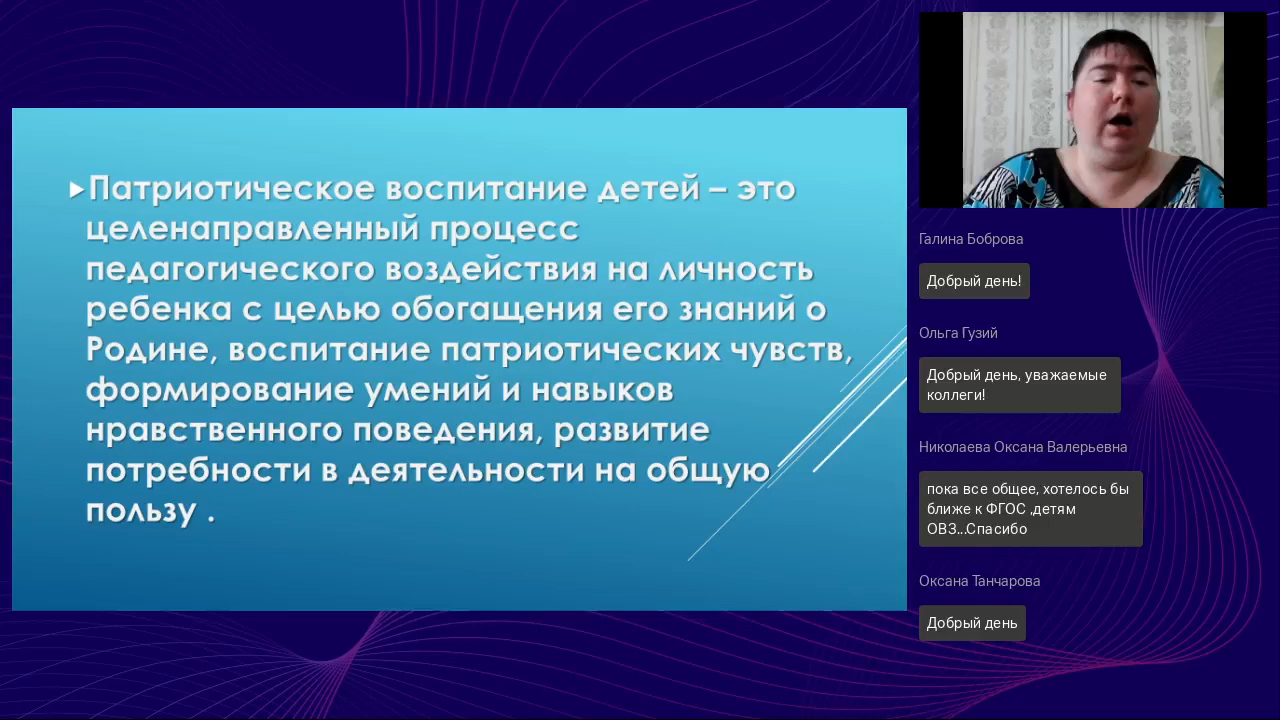 Патриотическое воспитание детей – это
целенаправленный процесс
педагогического воздействия на личность
ребенка с целью обогащения его знаний о
Родине, воспитание патриотических чувств,
формирование умений и навыков
нравственного поведения, развитие
потребности в деятельности на общую
пользу .
Галина Боброва
Добрый день!
Ольга Гузий
Добрый день, уважаемые
коллеги!
Николаева Оксана Валерьевна
пока все общее, хотелось бы
ближе к ФГОС ,детям
ОВЗ...Спасибо
Оксана Танчарова
Добрый день